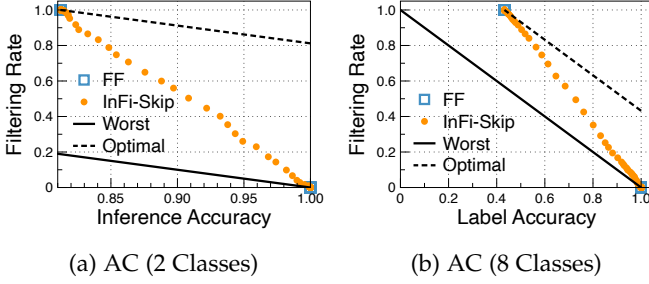 1.0
0.8
0.6
0.4
0.2
0
Filtering Rate
FF
InFi-Skip
Worst
Optimal
0.85 0.90 0.95 1.00
Inference Accuracy
(a) AC (2 Classes)
1.0
0.8
0.6
0.4
0.2
0
Filtering Rate
FF
InFi-Skip
Worst
Optimal
0 0.2 0.4 0.6 0.8 1.0
Label Accuracy
(b) AC (8 Classes)